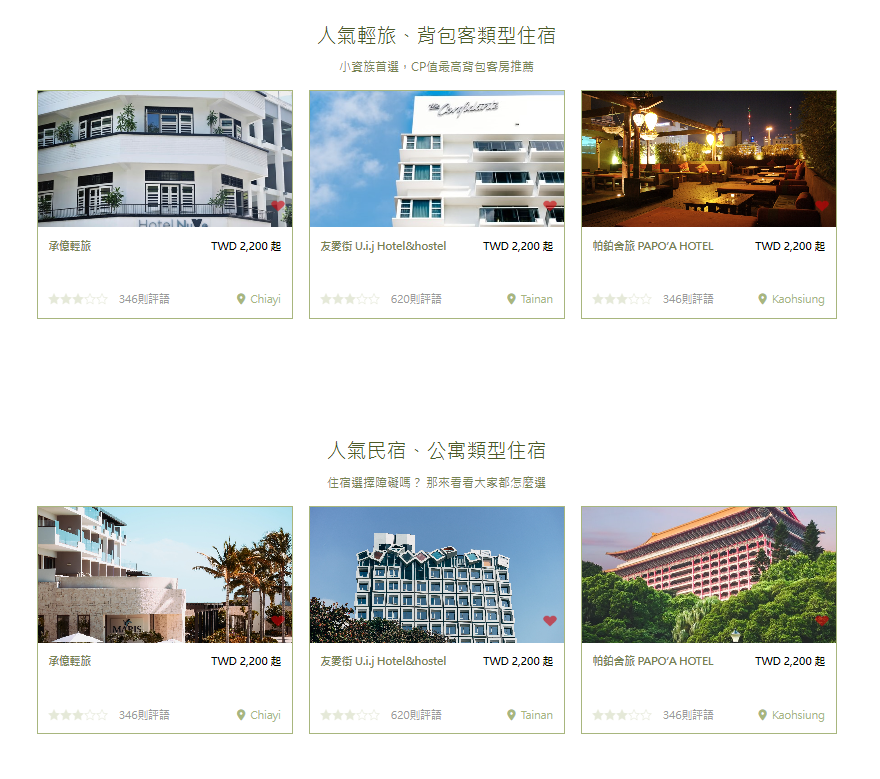 人氣輕旅、背包客類型住宿
小資族首選，CP值最高背包客房推薦
The Confidante
承億輕旅 TWD 2,200 起
346則評語 Chiayi
友愛街 U.i.j Hotel&hostel TWD 2,200 起
620則評語 Tainan
帕鉑舍旅 PAPO'A HOTEL TWD 2,200 起
346則評語 Kaohsiung
人氣民宿、公寓類型住宿
住宿選擇障礙嗎？ 那來看看大家都怎麼選
承億輕旅 TWD 2,200 起
346則評語 Chiayi
友愛街 U.i.j Hotel&hostel TWD 2,200 起
620則評語 Tainan
帕鉑舍旅 PAPO'A HOTEL TWD 2,200 起
346則評語 Kaohsiung